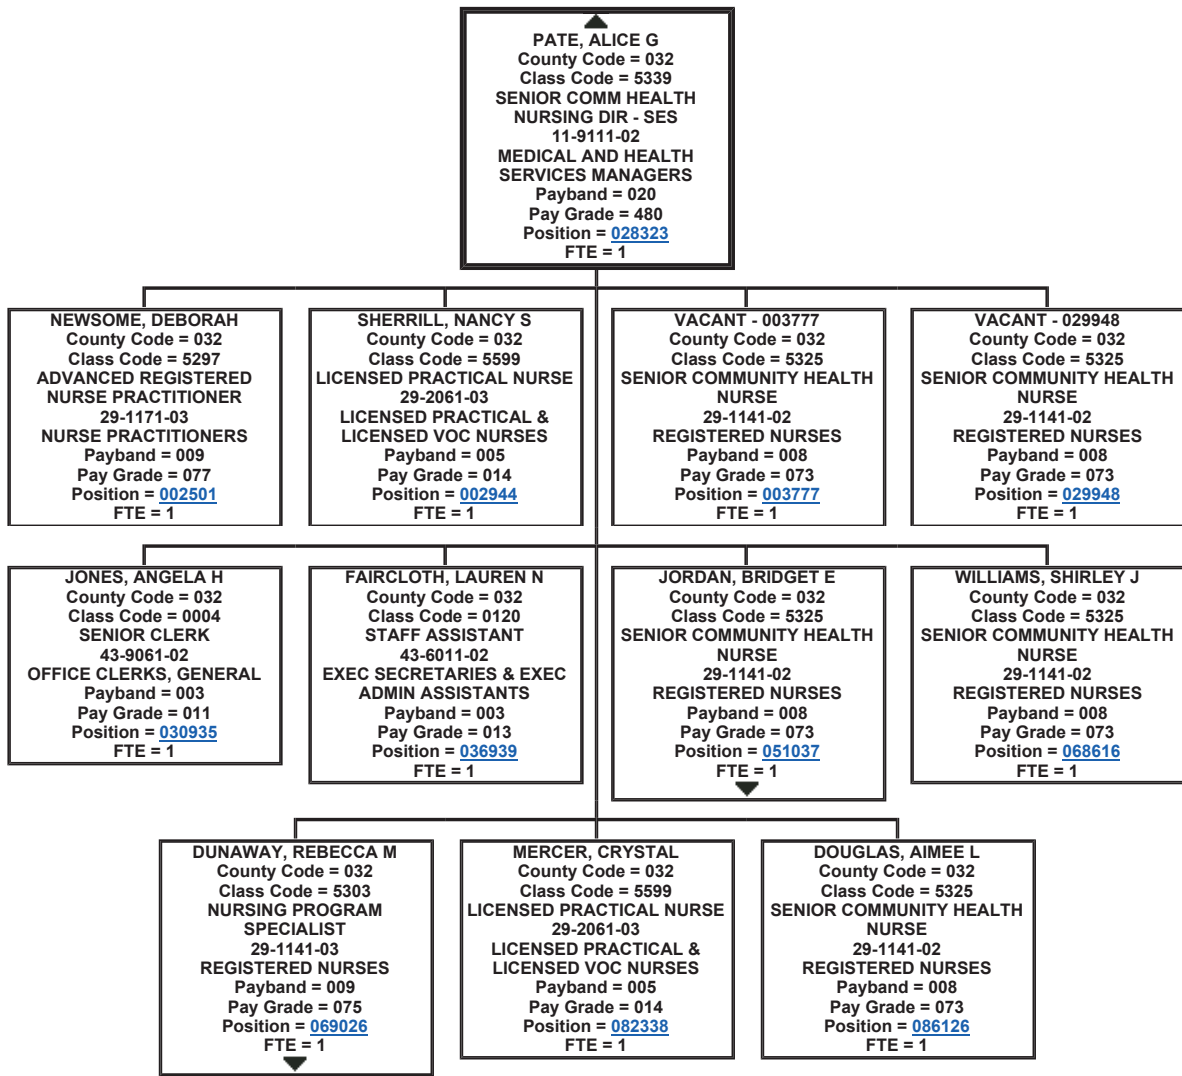 PATE, ALICE G
County Code = 032
Class Code = 5339
SENIOR COMM HEALTH
NURSING DIR - SES
11-9111-02
MEDICAL AND HEALTH
SERVICES MANAGERS
Payband = 020
Pay Grade = 480
Position = 028323
FTE = 1
NEWSOME, DEBORAH
County Code = 032
Class Code = 5297
ADVANCED REGISTERED
NURSE PRACTITIONER
29-1171-03
NURSE PRACTITIONERS
Payband = 009
Pay Grade = 077
Position = 002501
FTE = 1
SHERRILL, NANCY S
County Code = 032
Class Code = 5599
LICENSED PRACTICAL NURSE
29-2061-03
LICENSED PRACTICAL &
LICENSED VOC NURSES
Payband = 005
Pay Grade = 014
Position = 002944
FTE = 1
VACANT - 003777
County Code = 032
Class Code = 5325
SENIOR COMMUNITY HEALTH
NURSE
29-1141-02
REGISTERED NURSES
Payband = 008
Pay Grade = 073
Position = 003777
FTE = 1
VACANT - 029948
County Code = 032
Class Code = 5325
SENIOR COMMUNITY HEALTH
NURSE
29-1141-02
REGISTERED NURSES
Payband = 008
Pay Grade = 073
Position = 029948
FTE = 1
JONES, ANGELA H
County Code = 032
Class Code = 0004
SENIOR CLERK
43-9061-02
OFFICE CLERKS, GENERAL
Payband = 003
Pay Grade = 011
Position = 030935
FTE = 1
FAIRCLOTH, LAUREN N
County Code = 032
Class Code = 0120
STAFF ASSISTANT
43-6011-02
EXEC SECRETARIES & EXEC
ADMIN ASSISTANTS
Payband = 003
Pay Grade = 013
Position = 036939
FTE = 1
JORDAN, BRIDGET E
County Code = 032
Class Code = 5325
SENIOR COMMUNITY HEALTH
NURSE
29-1141-02
REGISTERED NURSES
Payband = 008
Pay Grade = 073
Position = 051037
FTE = 1
WILLIAMS, SHIRLEY J
County Code = 032
Class Code = 5325
SENIOR COMMUNITY HEALTH
NURSE
29-1141-02
REGISTERED NURSES
Payband = 008
Pay Grade = 073
Position = 068616
FTE = 1
DUNAWAY, REBECCA M
County Code = 032
Class Code = 5303
NURSING PROGRAM
SPECIALIST
29-1141-03
REGISTERED NURSES
Payband = 009
Pay Grade = 075
Position = 069026
FTE = 1
MERCER, CRYSTAL
County Code = 032
Class Code = 5599
LICENSED PRACTICAL NURSE
29-2061-03
LICENSED PRACTICAL &
LICENSED VOC NURSES
Payband = 005
Pay Grade = 014
Position = 082338
FTE = 1
DOUGLAS, AIMEE L
County Code = 032
Class Code = 5325
SENIOR COMMUNITY HEALTH
NURSE
29-1141-02
REGISTERED NURSES
Payband = 008
Pay Grade = 073
Position = 086126
FTE = 1